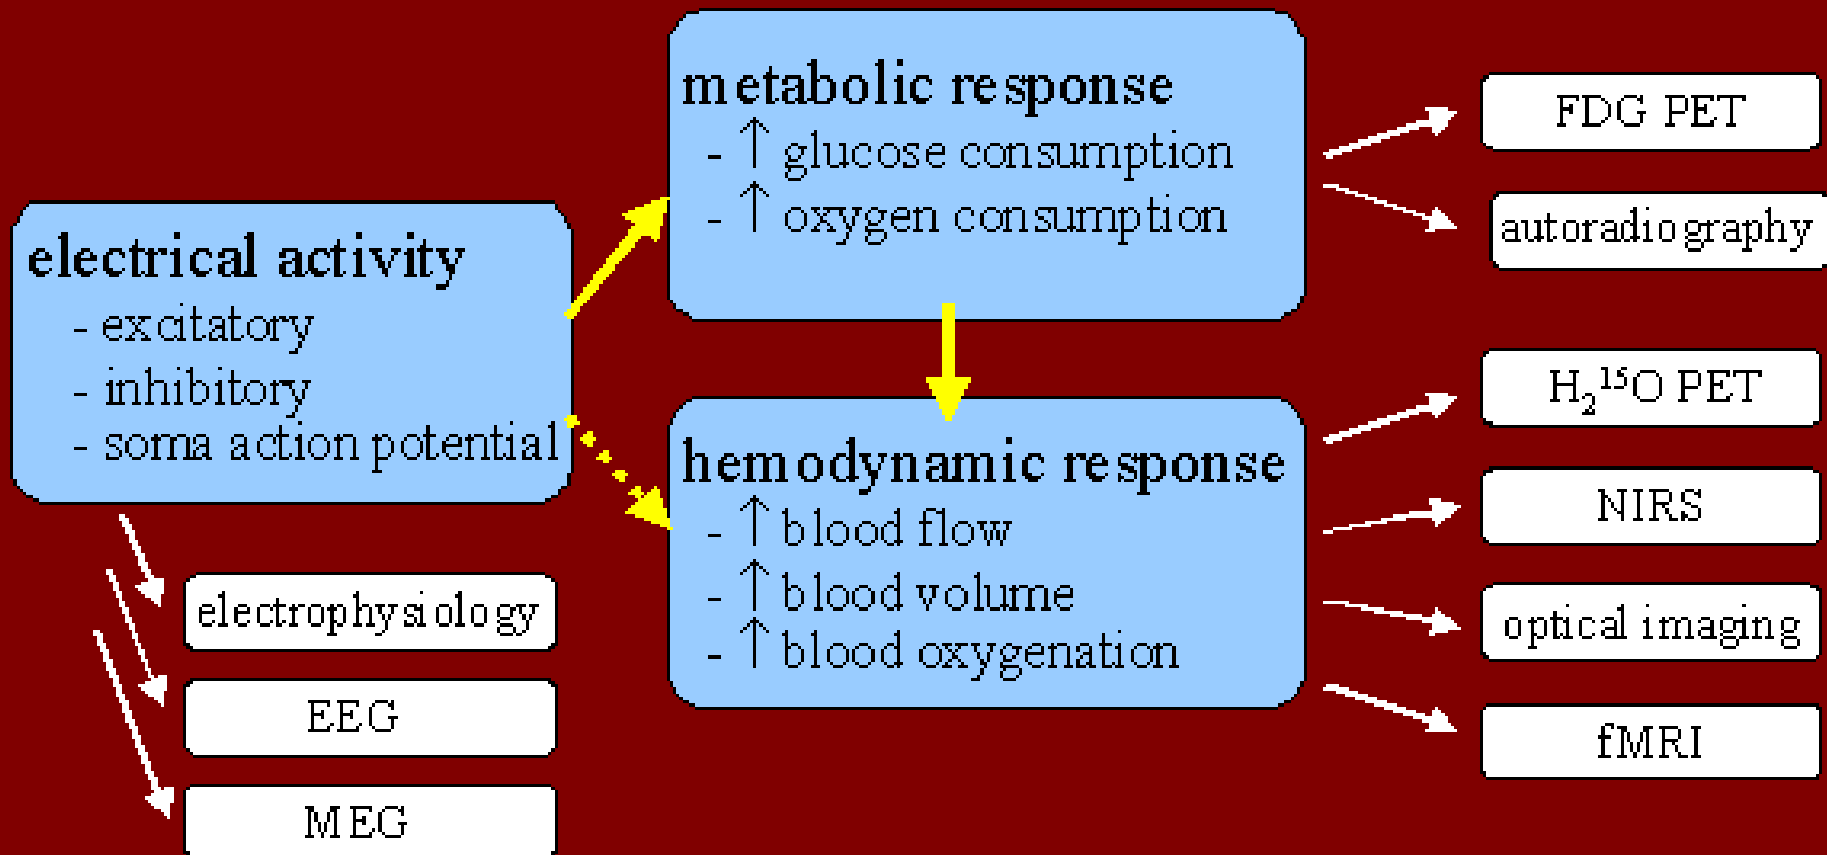 metabolic response
- ↑ glucose consumption
- ↑ oxygen consumption
electrical activity
- excitatory
- inhibitory
- soma action potential
hemodynamic response
- ↑ blood flow
- ↑ blood volume
- ↑ blood oxygenation
electrophysiology
EEG
MEG
FDG PET
autoradiography
H₂¹⁵O PET
NIRS
optical imaging
fMRI